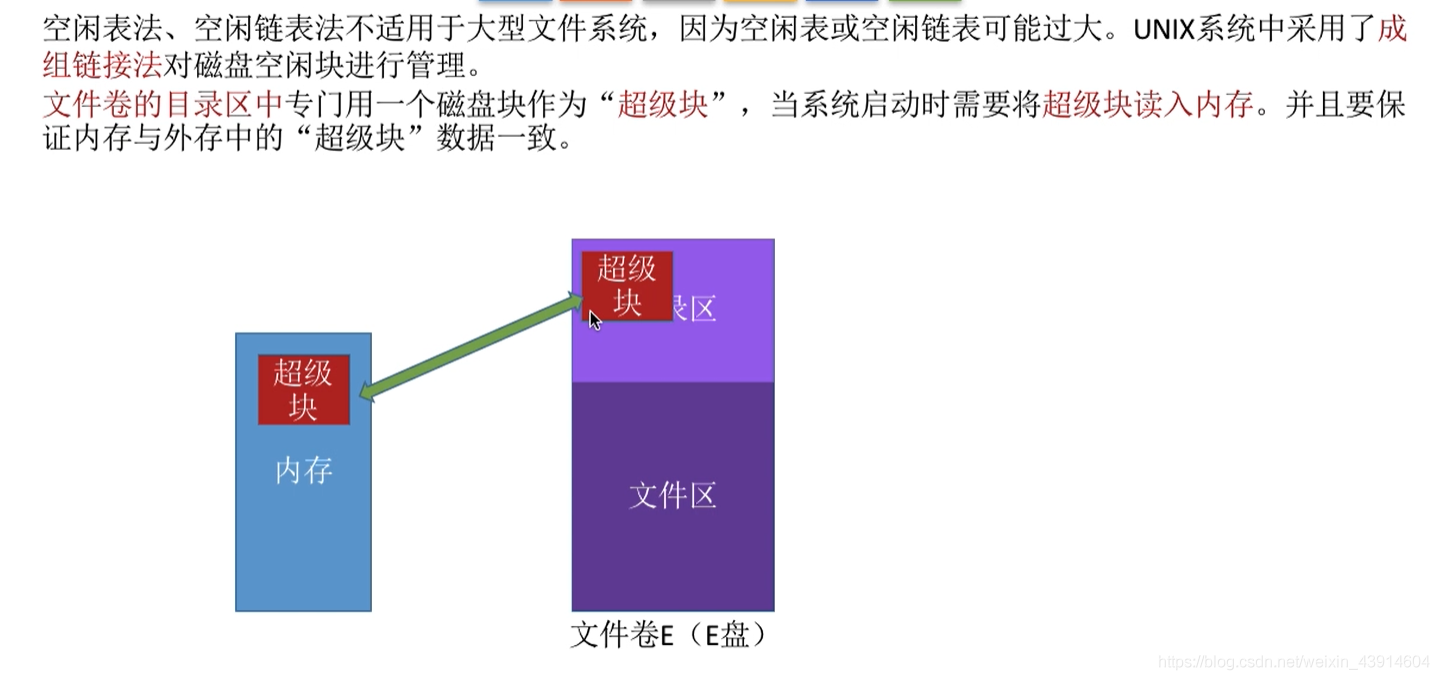 空闲表法、空闲链表法不适用于大型文件系统，因为空闲表或空闲链表可能过大。UNIX系统中采用了成
组链接法对磁盘空闲块进行管理。
文件卷的目录区中专门用一个磁盘块作为“超级块”，当系统启动时需要将超级块读入内存。并且要保
证内存与外存中的“超级块”数据一致。
超级
块
录区
超级
块
内存
文件区
文件卷E（E盘）
https://blog.csdn.net/weixin_43914604